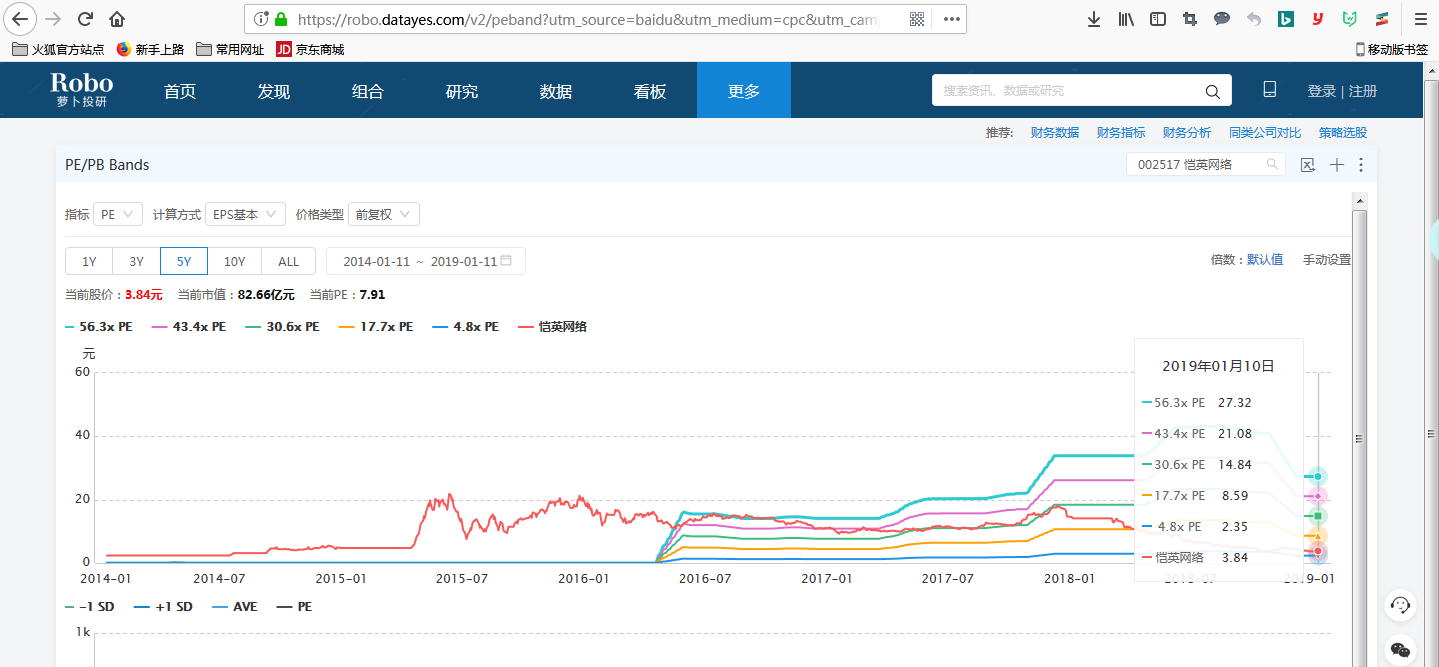 https://robo.datayes.com/v2/peband?utm_source=baidu&utm_medium=cpc&utm_cam
火狐官方站点 新手上路 常用网址 JD 京东商城 移动版书签
Robo 萝卜投研 首页 发现 组合 研究 数据 看板 更多 搜索资讯、数据或研究 登录 | 注册
推荐: 财务数据 财务指标 财务分析 同类公司对比 策略选股
PE/PB Bands 002517 恺英网络
指标 PE 计算方式 EPS基本 价格类型 前复权
1Y 3Y 5Y 10Y ALL 2014-01-11 ~ 2019-01-11 倍数：默认值 手动设置
当前股价：3.84元 当前市值：82.66亿元 当前PE：7.91
56.3x PE 43.4x PE 30.6x PE 17.7x PE 4.8x PE 恺英网络
元
60
40
20
0
2014-01 2014-07 2015-01 2015-07 2016-01 2016-07 2017-01 2017-07 2018-01 2018-07 2019-01
2019年01月10日
56.3x PE 27.32
43.4x PE 21.08
30.6x PE 14.84
17.7x PE 8.59
4.8x PE 2.35
恺英网络 3.84
-1 SD +1 SD AVE PE
1k